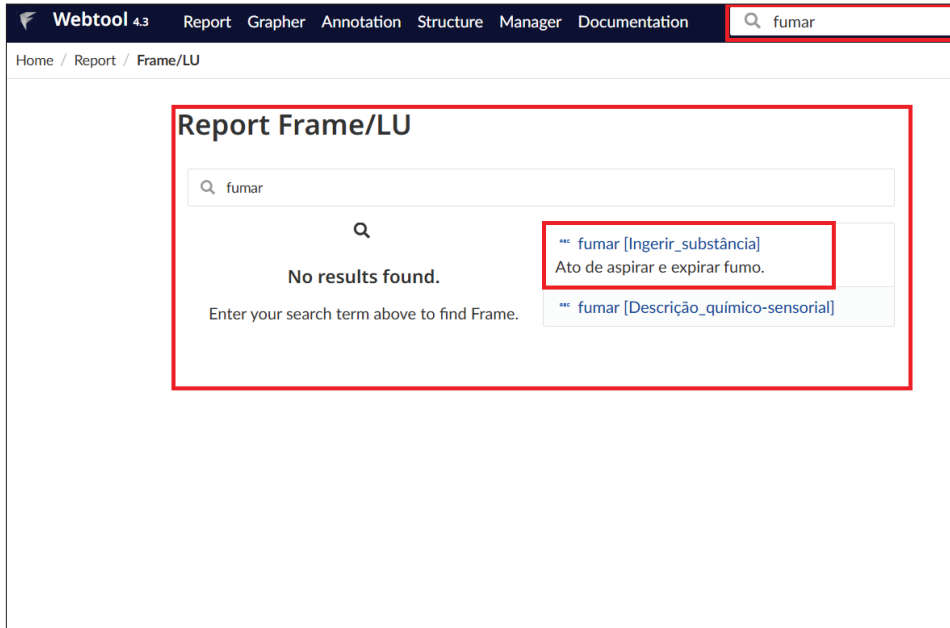 Webtool 4.3 Report Grapher Annotation Structure Manager Documentation fumar
Home / Report / Frame/LU
Report Frame/LU
fumar
No results found.
Enter your search term above to find Frame.
fumar [Ingerir_substância]
Ato de aspirar e expirar fumo.
fumar [Descrição_químico-sensorial]